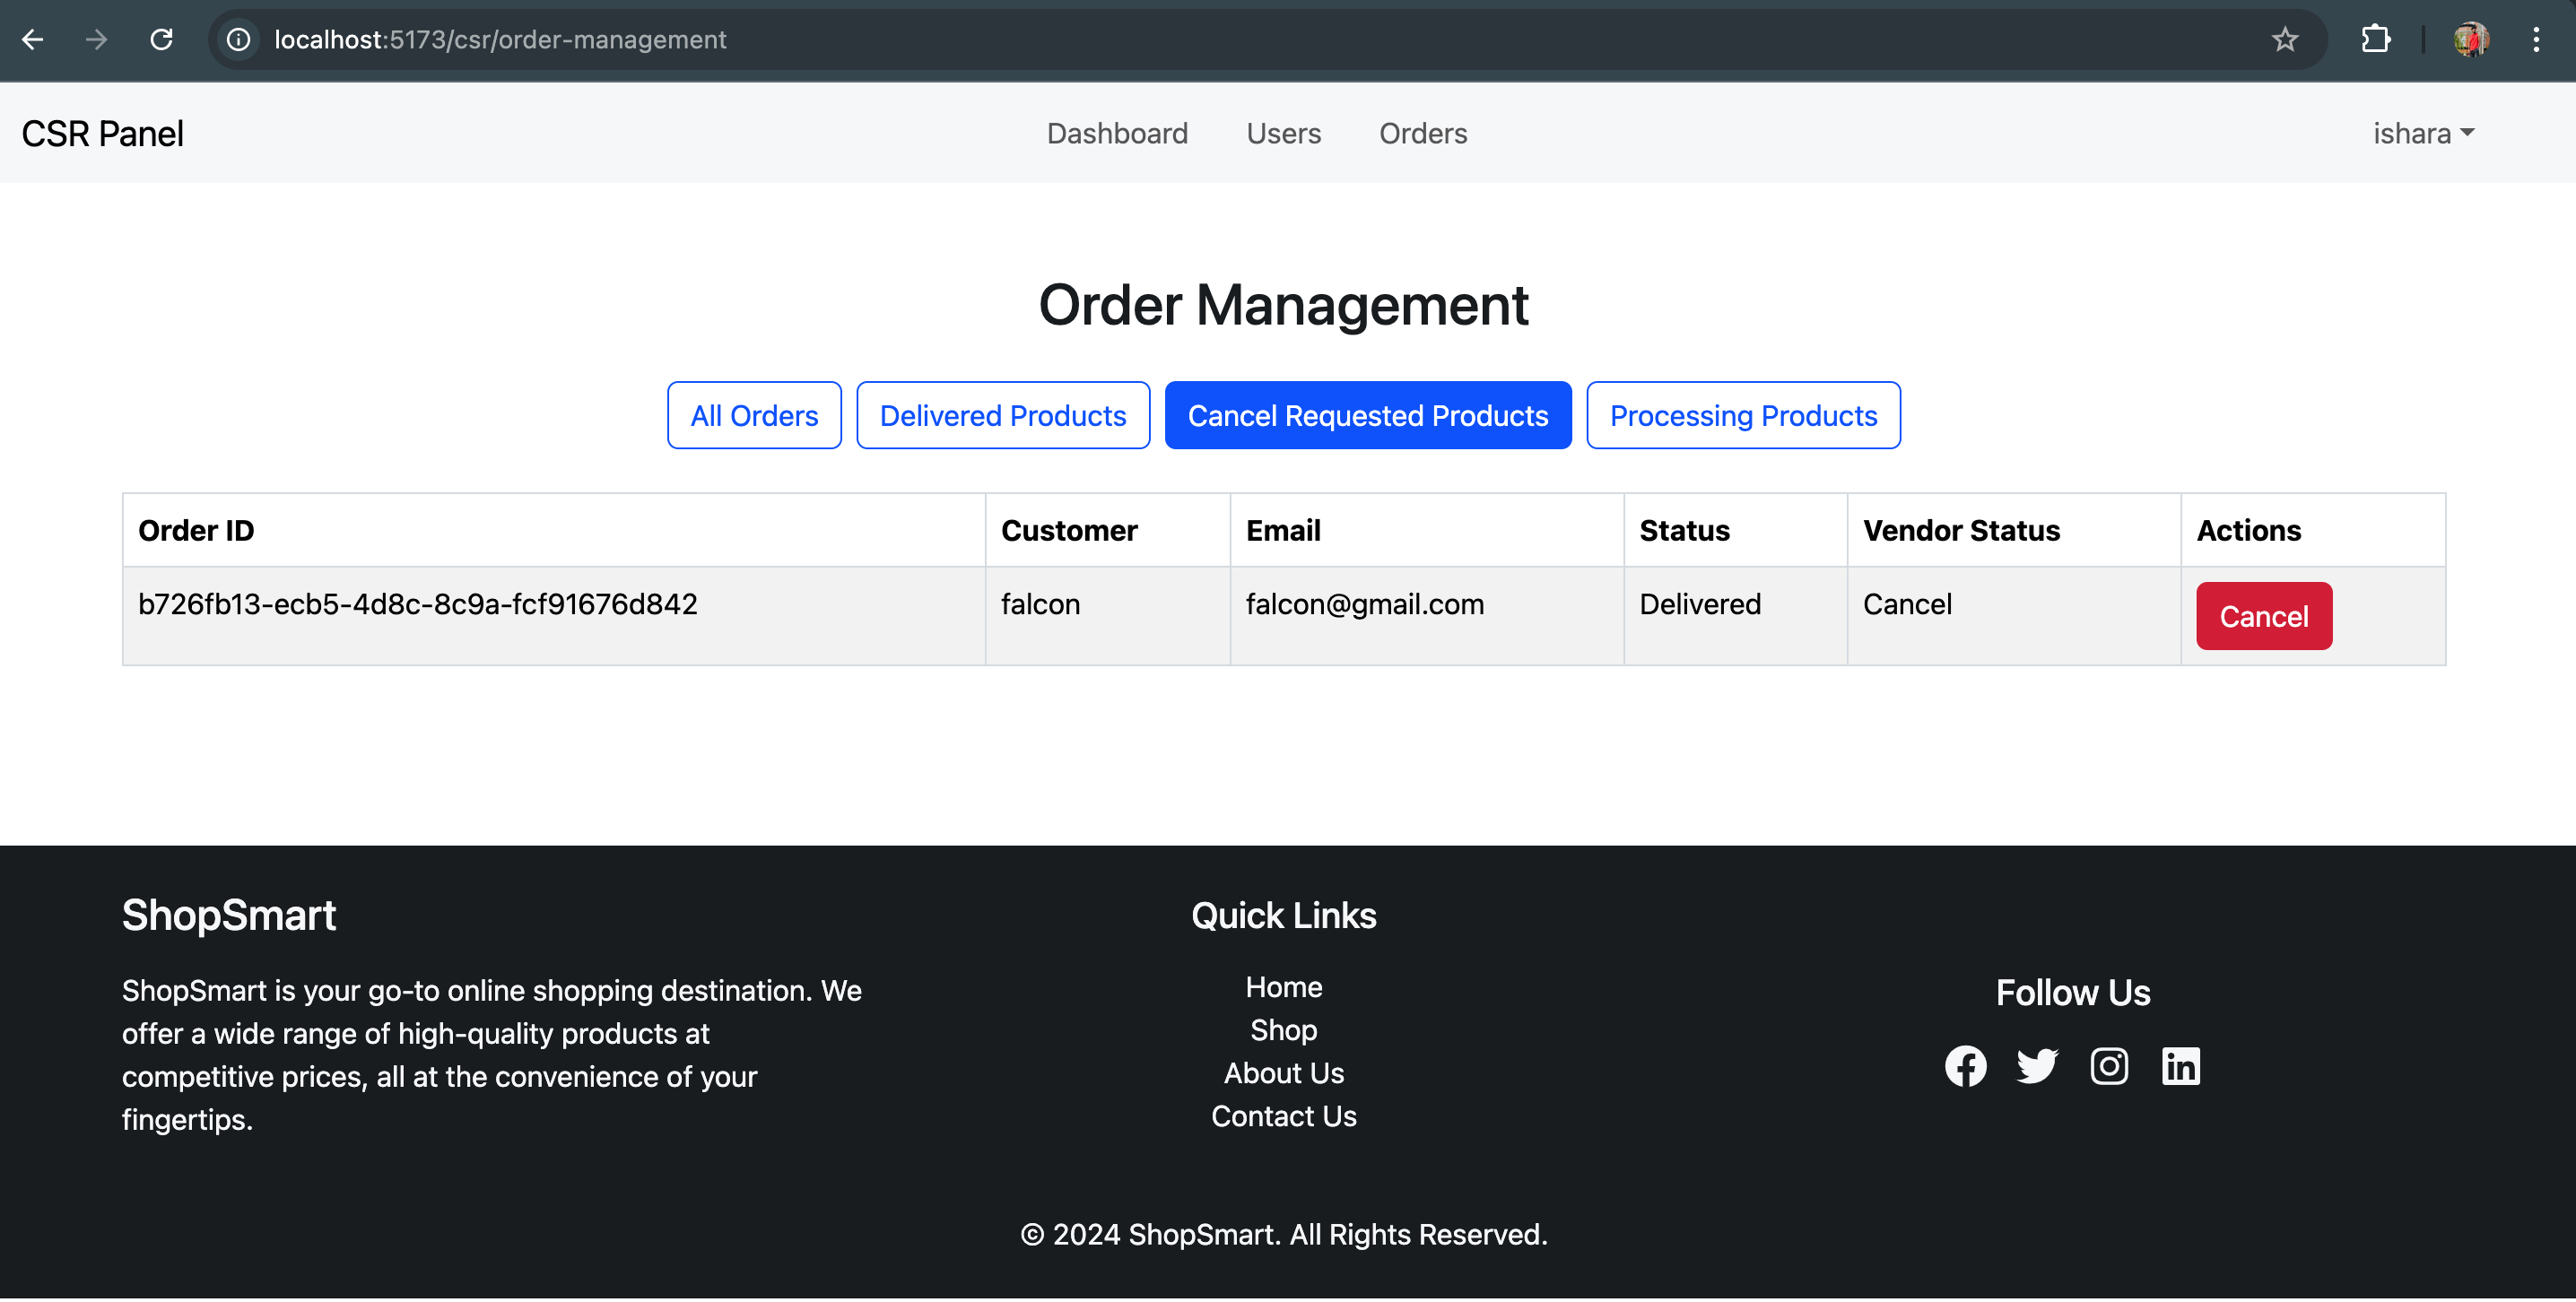 localhost:5173/csr/order-management
CSR Panel
Dashboard Users Orders
ishara
Order Management
All Orders Delivered Products Cancel Requested Products Processing Products
Order ID Customer Email Status Vendor Status Actions
b726fb13-ecb5-4d8c-8c9a-fcf91676d842 falcon falcon@gmail.com Delivered Cancel Cancel
ShopSmart
ShopSmart is your go-to online shopping destination. We
offer a wide range of high-quality products at
competitive prices, all at the convenience of your
fingertips.
Quick Links
Home
Shop
About Us
Contact Us
Follow Us
© 2024 ShopSmart. All Rights Reserved.